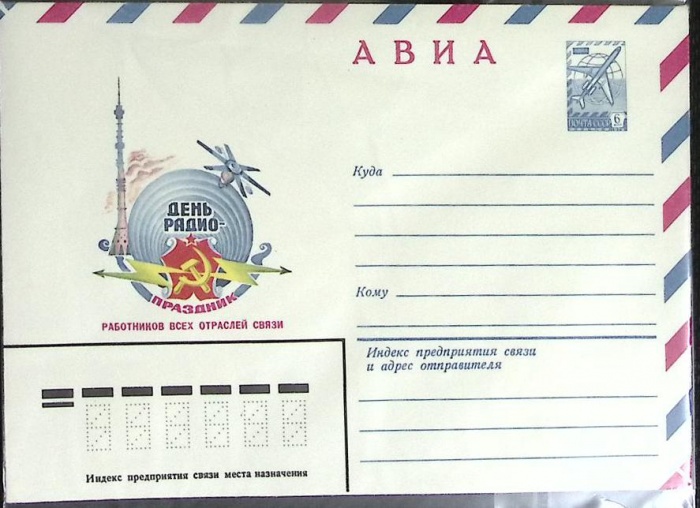 АВИА
ПОЧТА СССР
6
ДЕНЬ
РАДИО-
ПРАЗДНИК
РАБОТНИКОВ ВСЕХ ОТРАСЛЕЙ СВЯЗИ
Куда
Кому
Индекс предприятия связи
и адрес отправителя
Индекс предприятия связи места назначения